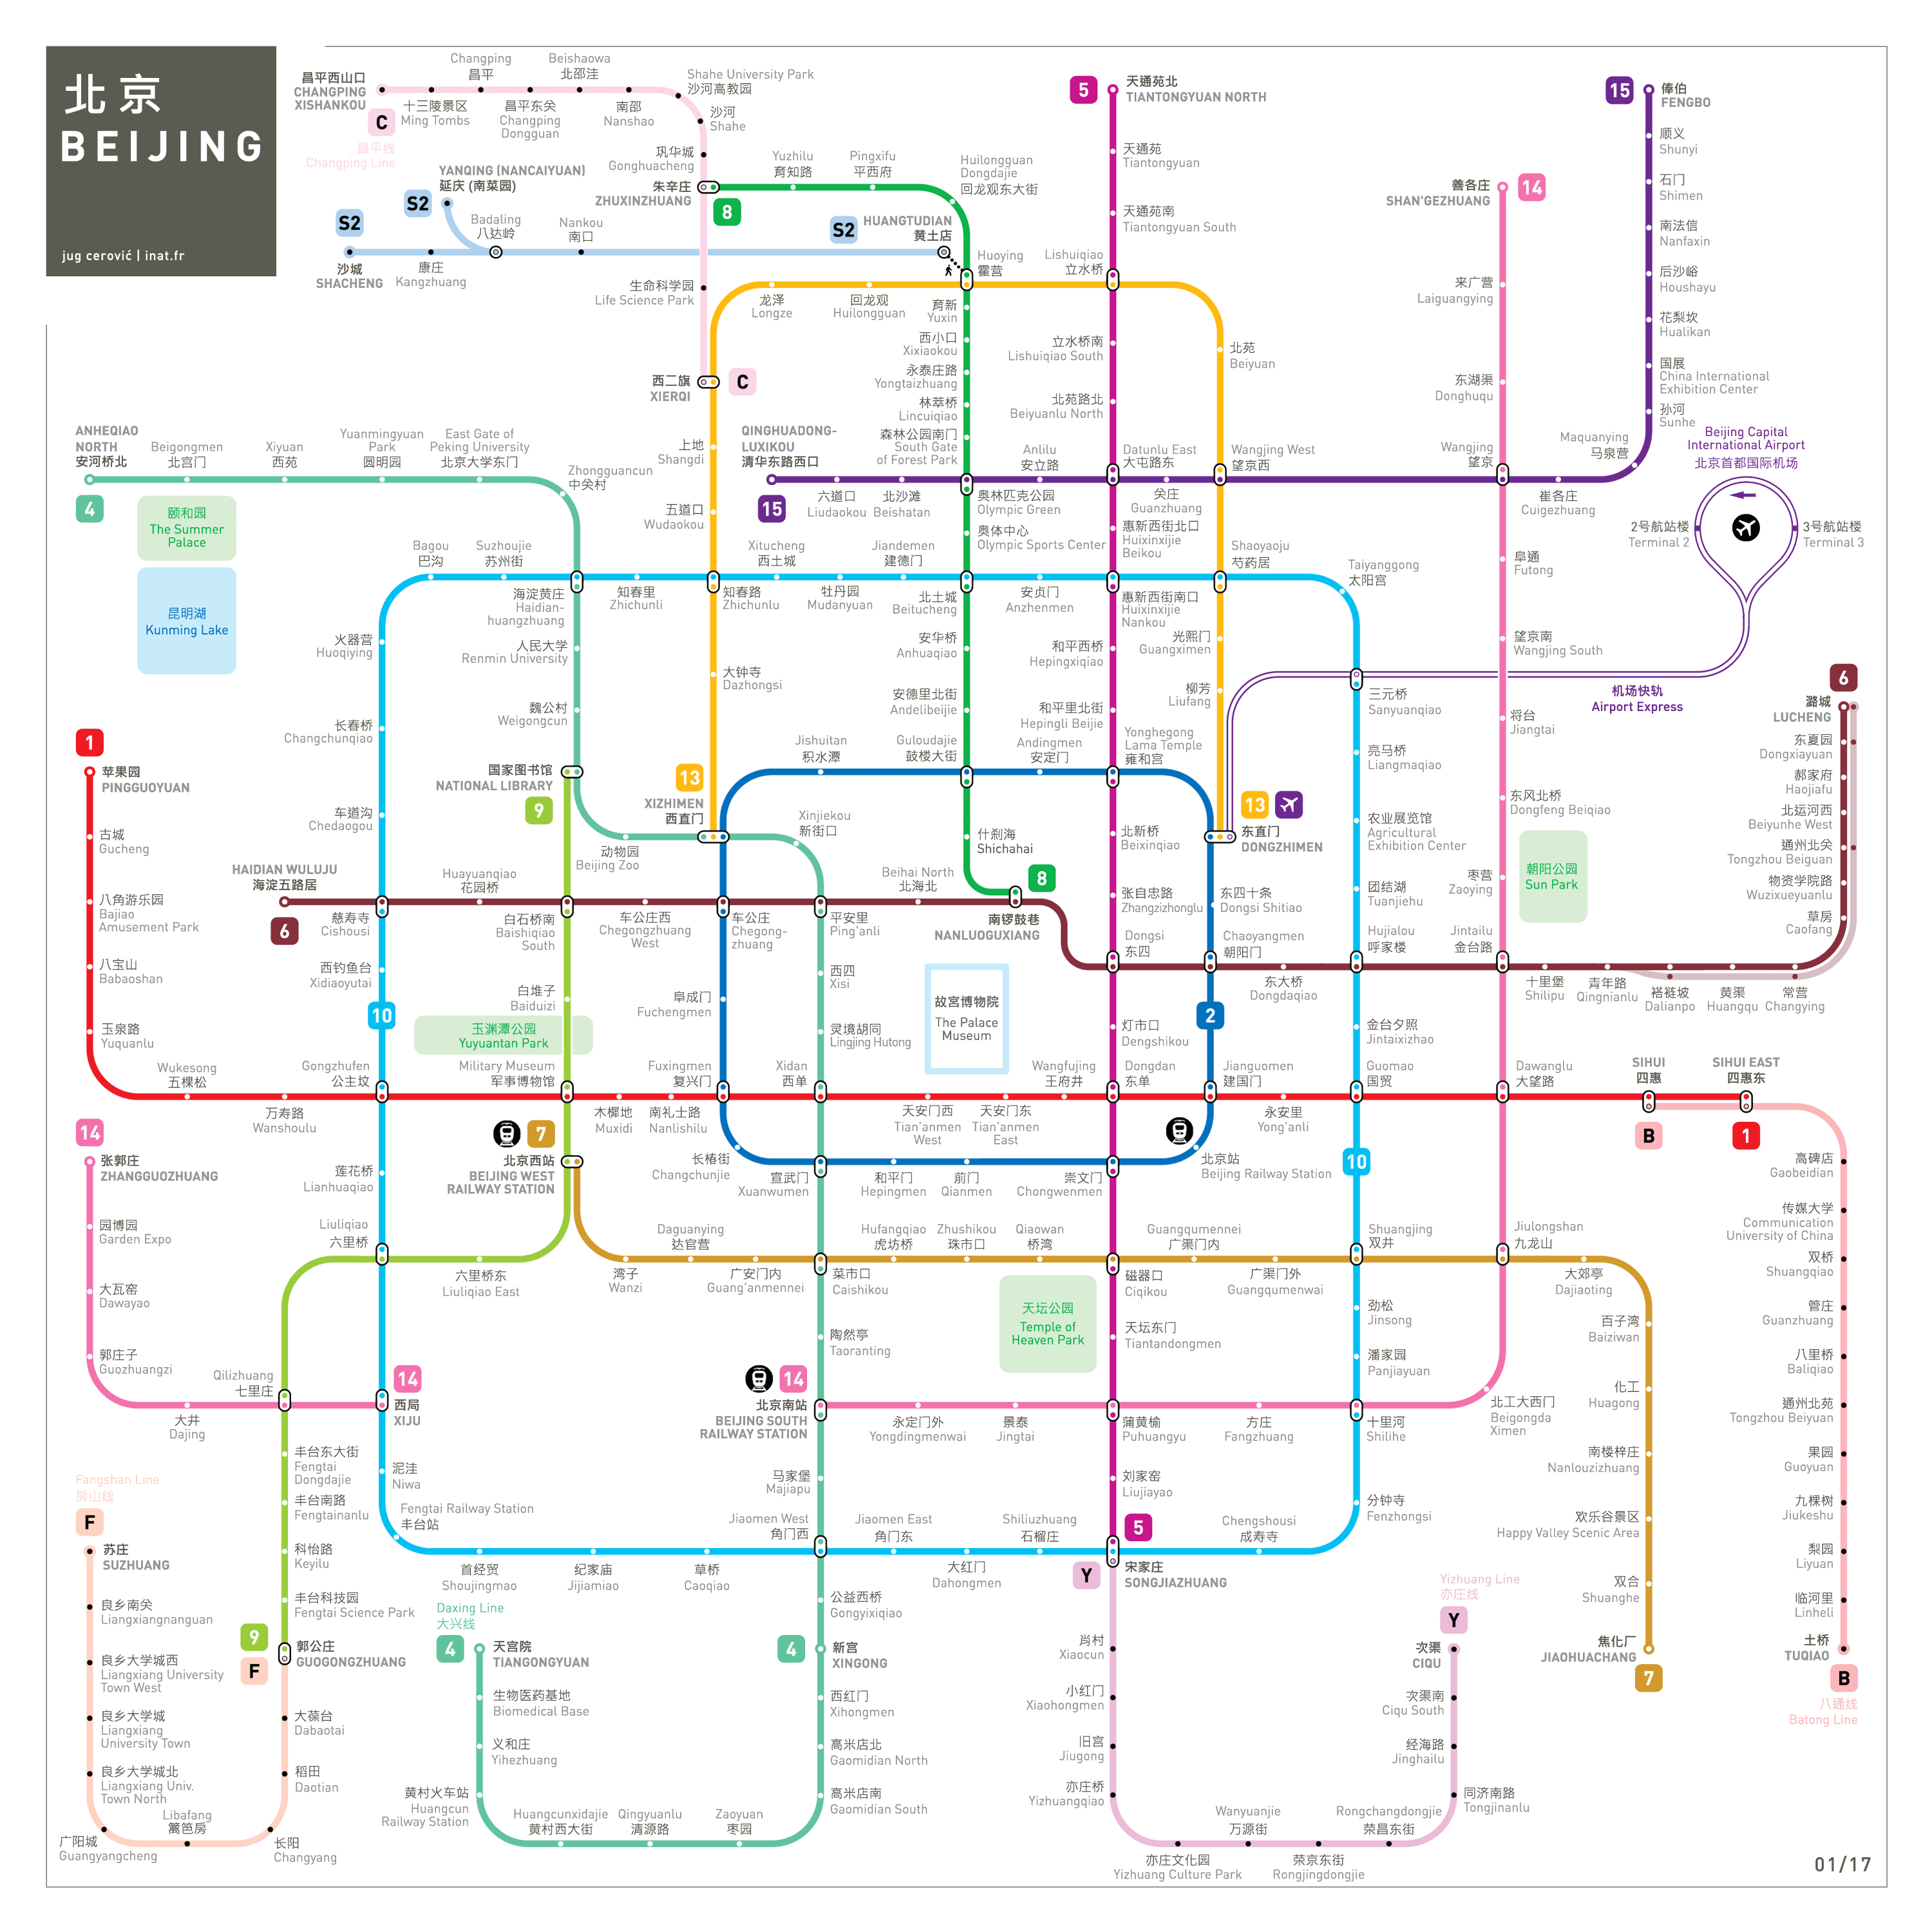 北京
BEIJING
jug cerović | inat.fr
昌平西山口
CHANGPING
XISHANKOU
C
昌平线
Changping Line
十三陵景区
Ming Tombs
Changping
昌平
昌平东关
Changping
Dongguan
Beishaowa
北邵洼
南邵
Nanshao
Shahe University Park
沙河高教园
沙河
Shahe
巩华城
Gonghuacheng
朱辛庄
ZHUXINZHUANG
8
Yuzhilu
育知路
Pingxifu
平西府
Huilongguan
Dongdajie
回龙观东大街
YANQING (NANCAIYUAN)
延庆 (南菜园)
S2
S2
沙城
SHACHENG
康庄
Kangzhuang
Badaling
八达岭
Nankou
南口
S2
HUANGTUDIAN
黄土店
Huoying
霍营
生命科学园
Life Science Park
西二旗
XIERQI
C
龙泽
Longze
回龙观
Huilongguan
育新
Yuxin
西小口
Xixiaokou
永泰庄路
Yongtaizhuang
林萃桥
Lincuiqiao
森林公园南门
South Gate
of Forest Park
5
天通苑北
TIANTONGYUAN NORTH
天通苑
Tiantongyuan
天通苑南
Tiantongyuan South
Lishuiqiao
立水桥
立水桥南
Lishuiqiao South
北苑路北
Beiyuanlu North
北苑
Beiyuan
15
俸伯
FENGBO
顺义
Shunyi
石门
Shimen
南法信
Nanfaxin
后沙峪
Houshayu
花梨坎
Hualikan
国展
China International
Exhibition Center
孙河
Sunhe
善各庄
SHAN'GEZHUANG
14
来广营
Laiguangying
东湖渠
Donghuqu
Wangjing
望京
Maquanying
马泉营
崔各庄
Cuigezhuang
Beijing Capital
International Airport
北京首都国际机场
2号航站楼
Terminal 2
3号航站楼
Terminal 3
机场快轨
Airport Express
ANHEQIAO
NORTH
安河桥北
4
Beigongmen
北宫门
Xiyuan
西苑
Yuanmingyuan
Park
圆明园
East Gate of
Peking University
北京大学东门
Zhongguancun
中关村
颐和园
The Summer
Palace
昆明湖
Kunming Lake
上地
Shangdi
五道口
Wudaokou
QINGHUADONG-
LUXIKOU
清华东路西口
15
六道口
Liudaokou
北沙滩
Beishatan
奥林匹克公园
Olympic Green
奥体中心
Olympic Sports Center
Anlilu
安立路
Datunlu East
大屯路东
关庄
Guanzhuang
Wangjing West
望京西
惠新西街北口
Huixinxijie
Beikou
Bagou
巴沟
Suzhoujie
苏州街
海淀黄庄
Haidian-
huangzhuang
知春里
Zhichunli
知春路
Zhichunlu
Xitucheng
西土城
牡丹园
Mudanyuan
Jiandemen
建德门
北土城
Beitucheng
安贞门
Anzhenmen
惠新西街南口
Huixinxijie
Nankou
Shaoyaoju
芍药居
Taiyanggong
太阳宫
阜通
Futong
望京南
Wangjing South
火器营
Huoqiying
长春桥
Changchunqiao
车道沟
Chedaogou
人民大学
Renmin University
魏公村
Weigongcun
国家图书馆
NATIONAL LIBRARY
9
大钟寺
Dazhongsi
安华桥
Anhuaqiao
安德里北街
Andelibeijie
和平西桥
Hepingxiqiao
和平里北街
Hepingli Beijie
光熙门
Guangximen
柳芳
Liufang
三元桥
Sanyuanqiao
亮马桥
Liangmaqiao
农业展览馆
Agricultural
Exhibition Center
团结湖
Tuanjiehu
将台
Jiangtai
东风北桥
Dongfeng Beiqiao
枣营
Zaoying
朝阳公园
Sun Park
6
潞城
LUCHENG
东夏园
Dongxiayuan
郝家府
Haojiafu
北运河西
Beiyunhe West
通州北关
Tongzhou Beiguan
物资学院路
Wuzixueyuanlu
草房
Caofang
1
苹果园
PINGGUOYUAN
古城
Gucheng
八角游乐园
Bajiao
Amusement Park
八宝山
Babaoshan
玉泉路
Yuquanlu
13
XIZHIMEN
西直门
Xinjiekou
新街口
动物园
Beijing Zoo
Jishuitan
积水潭
Guloudajie
鼓楼大街
Andingmen
安定门
Yonghegong
Lama Temple
雍和宫
北新桥
Beixinqiao
13
东直门
DONGZHIMEN
什刹海
Shichahai
8
南锣鼓巷
NANLUOGUXIANG
HAIDIAN WULUJU
海淀五路居
6
慈寿寺
Cishousi
Huayuanqiao
花园桥
白石桥南
Baishiqiao
South
车公庄西
Chegongzhuang
West
车公庄
Chegong-
zhuang
平安里
Ping'anli
Beihai North
北海北
张自忠路
Zhangzizhonglu
东四十条
Dongsi Shitiao
Dongsi
东四
Chaoyangmen
朝阳门
东大桥
Dongdaqiao
Hujialou
呼家楼
Jintailu
金台路
十里堡
Shilipu
青年路
Qingnianlu
褡裢坡
Dalianpo
黄渠
Huangqu
常营
Changying
西钓鱼台
Xidiaoyutai
10
白堆子
Baiduizi
玉渊潭公园
Yuyuantan Park
阜成门
Fuchengmen
西四
Xisi
灵境胡同
Lingjing Hutong
故宫博物院
The Palace
Museum
灯市口
Dengshikou
2
金台夕照
Jintaixizhao
Wukesong
五棵松
万寿路
Wanshoulu
Gongzhufen
公主坟
Military Museum
军事博物馆
木樨地
Muxidi
南礼士路
Nanlishilu
Fuxingmen
复兴门
Xidan
西单
天安门西
Tian'anmen
West
天安门东
Tian'anmen
East
Wangfujing
王府井
Dongdan
东单
Jianguomen
建国门
永安里
Yong'anli
Guomao
国贸
Dawanglu
大望路
SIHUI
四惠
B
SIHUI EAST
四惠东
1
14
张郭庄
ZHANGGUOZHUANG
园博园
Garden Expo
大瓦窑
Dawayao
郭庄子
Guozhuangzi
大井
Dajing
Qilizhuang
七里庄
14
西局
XIJU
莲花桥
Lianhuaqiao
Liuliqiao
六里桥
六里桥东
Liuliqiao East
7
北京西站
BEIJING WEST
RAILWAY STATION
长椿街
Changchunjie
宣武门
Xuanwumen
和平门
Hepingmen
前门
Qianmen
崇文门
Chongwenmen
北京站
Beijing Railway Station
10
湾子
Wanzi
Daguanying
达官营
广安门内
Guang'anmennei
菜市口
Caishikou
Hufangqiao
虎坊桥
Zhushikou
珠市口
Qiaowan
桥湾
磁器口
Ciqikou
Guangqumennei
广渠门内
广渠门外
Guangqumenwai
Shuangjing
双井
Jiulongshan
九龙山
大郊亭
Dajiaoting
百子湾
Baiziwan
化工
Huagong
南楼梓庄
Nanlouzizhuang
欢乐谷景区
Happy Valley Scenic Area
双合
Shuanghe
焦化厂
JIAOHUACHANG
7
高碑店
Gaobeidian
传媒大学
Communication
University of China
双桥
Shuangqiao
管庄
Guanzhuang
八里桥
Baliqiao
通州北苑
Tongzhou Beiyuan
果园
Guoyuan
九棵树
Jiukeshu
梨园
Liyuan
临河里
Linheli
土桥
TUQIAO
B
八通线
Batong Line
陶然亭
Taoranting
天坛公园
Temple of
Heaven Park
天坛东门
Tiantandongmen
劲松
Jinsong
潘家园
Panjiayuan
14
北京南站
BEIJING SOUTH
RAILWAY STATION
永定门外
Yongdingmenwai
景泰
Jingtai
蒲黄榆
Puhuangyu
方庄
Fangzhuang
十里河
Shilihe
北工大西门
Beigongda
Ximen
丰台东大街
Fengtai
Dongdajie
丰台南路
Fengtainanlu
科怡路
Keyilu
丰台科技园
Fengtai Science Park
9
郭公庄
GUOGONGZHUANG
F
泥洼
Niwa
Fengtai Railway Station
丰台站
首经贸
Shoujingmao
纪家庙
Jijiamiao
草桥
Caoqiao
马家堡
Majiapu
Jiaomen West
角门西
Jiaomen East
角门东
大红门
Dahongmen
Shiliuzhuang
石榴庄
刘家窑
Liujiayao
5
Y
宋家庄
SONGJIAZHUANG
Chengshousi
成寿寺
分钟寺
Fenzhongsi
Fangshan Line
房山线
F
苏庄
SUZHUANG
良乡南关
Liangxiangnanguan
良乡大学城西
Liangxiang University
Town West
良乡大学城
Liangxiang
University Town
良乡大学城北
Liangxiang Univ.
Town North
广阳城
Guangyangcheng
Libafang
篱笆房
长阳
Changyang
稻田
Daotian
大葆台
Dabaotai
Daxing Line
大兴线
4
天宫院
TIANGONGYUAN
生物医药基地
Biomedical Base
义和庄
Yihezhuang
黄村火车站
Huangcun
Railway Station
Huangcunxidajie
黄村西大街
Qingyuanlu
清源路
Zaoyuan
枣园
公益西桥
Gongyixiqiao
4
新宫
XINGONG
西红门
Xihongmen
高米店北
Gaomidian North
高米店南
Gaomidian South
肖村
Xiaocun
小红门
Xiaohongmen
旧宫
Jiugong
亦庄桥
Yizhuangqiao
亦庄文化园
Yizhuang Culture Park
Wanyuanjie
万源街
荣京东街
Rongjingdongjie
Rongchangdongjie
荣昌东街
同济南路
Tongjinanlu
经海路
Jinghailu
次渠南
Ciqu South
次渠
CIQU
Y
Yizhuang Line
亦庄线
01/17